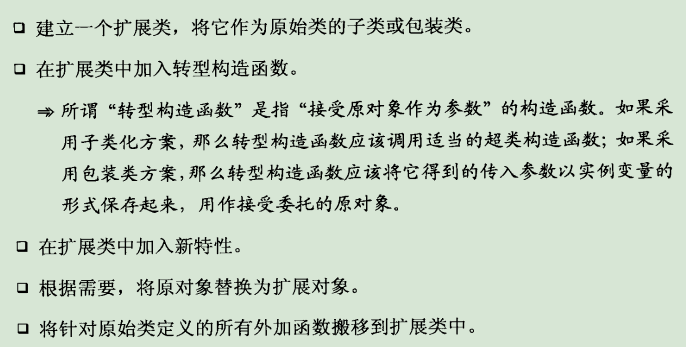 ❏ 建立一个扩展类，将它作为原始类的子类或包装类。
❏ 在扩展类中加入转型构造函数。
⇒ 所谓“转型构造函数”是指“接受原对象作为参数”的构造函数。如果采
用子类化方案，那么转型构造函数应该调用适当的超类构造函数；如果采
用包装类方案，那么转型构造函数应该将它得到的传入参数以实例变量的
形式保存起来，用作接受委托的原对象。
❏ 在扩展类中加入新特性。
❏ 根据需要，将原对象替换为扩展对象。
❏ 将针对原始类定义的所有外加函数搬移到扩展类中。